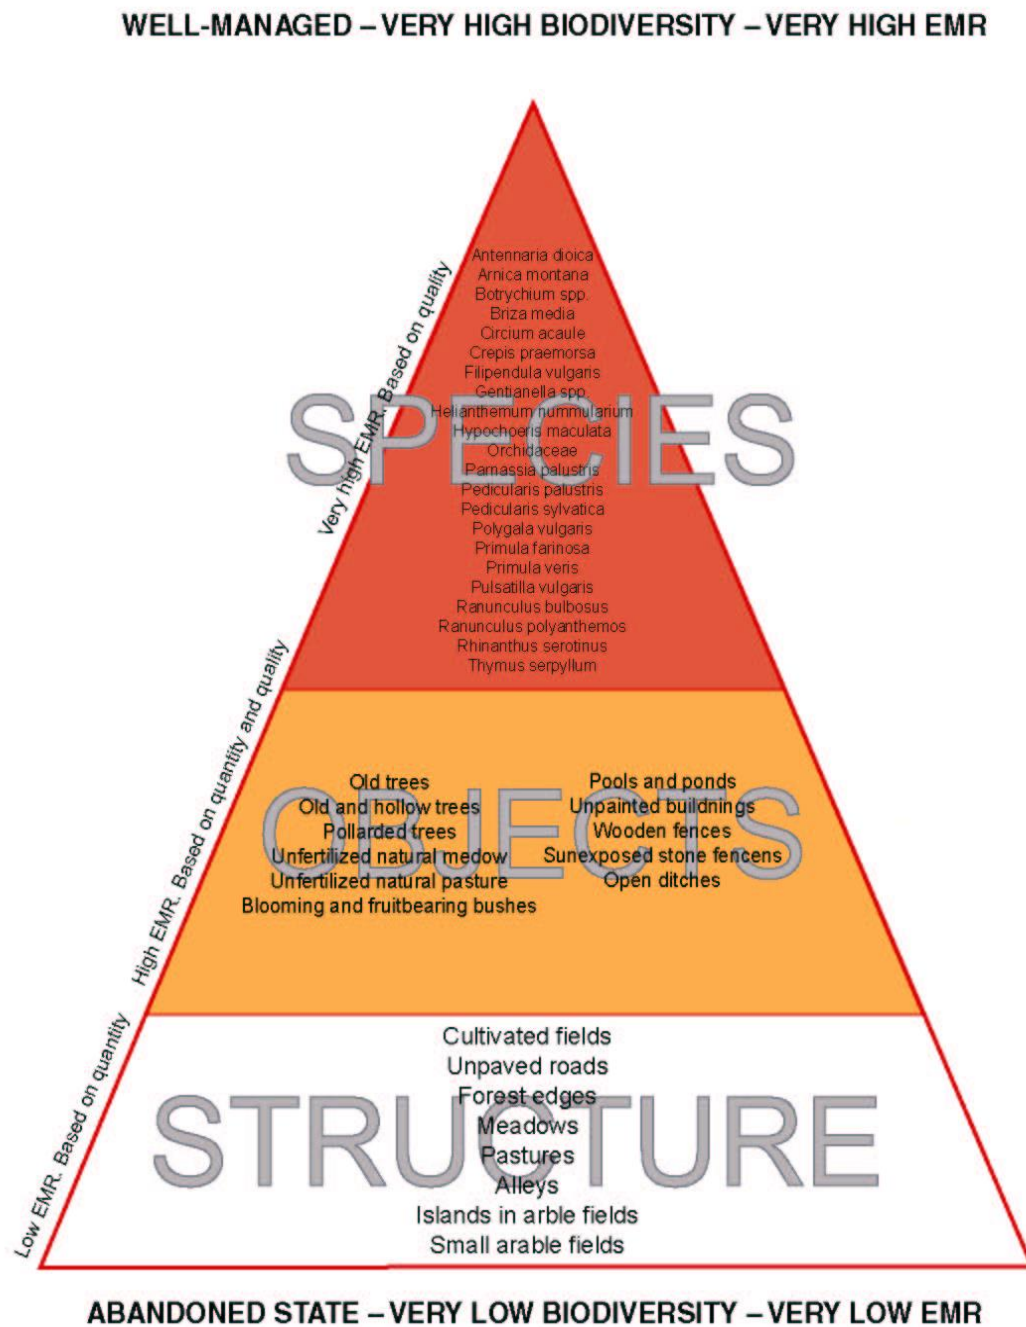 WELL-MANAGED – VERY HIGH BIODIVERSITY – VERY HIGH EMR
Very high EMR. Based on quality
SPECIES
Antennaria dioica
Arnica montana
Botrychium spp.
Briza media
Circium acaule
Crepis praemorsa
Filipendula vulgaris
Gentianella spp.
Helianthemum nummularium
Hypochoeris maculata
Orchidaceae
Parnassia palustris
Pedicularis palustris
Pedicularis sylvatica
Polygala vulgaris
Primula farinosa
Primula veris
Pulsatilla vulgaris
Ranunculus bulbosus
Ranunculus polyanthemos
Rhinanthus serotinus
Thymus serpyllum
High EMR. Based on quantity and quality
OBJECTS
Old trees
Old and hollow trees
Pollarded trees
Unfertilized natural medow
Unfertilized natural pasture
Blooming and fruitbearing bushes
Pools and ponds
Unpainted buildnings
Wooden fences
Sunexposed stone fencens
Open ditches
Low EMR. Based on quantity
STRUCTURE
Cultivated fields
Unpaved roads
Forest edges
Meadows
Pastures
Alleys
Islands in arble fields
Small arable fields
ABANDONED STATE – VERY LOW BIODIVERSITY – VERY LOW EMR